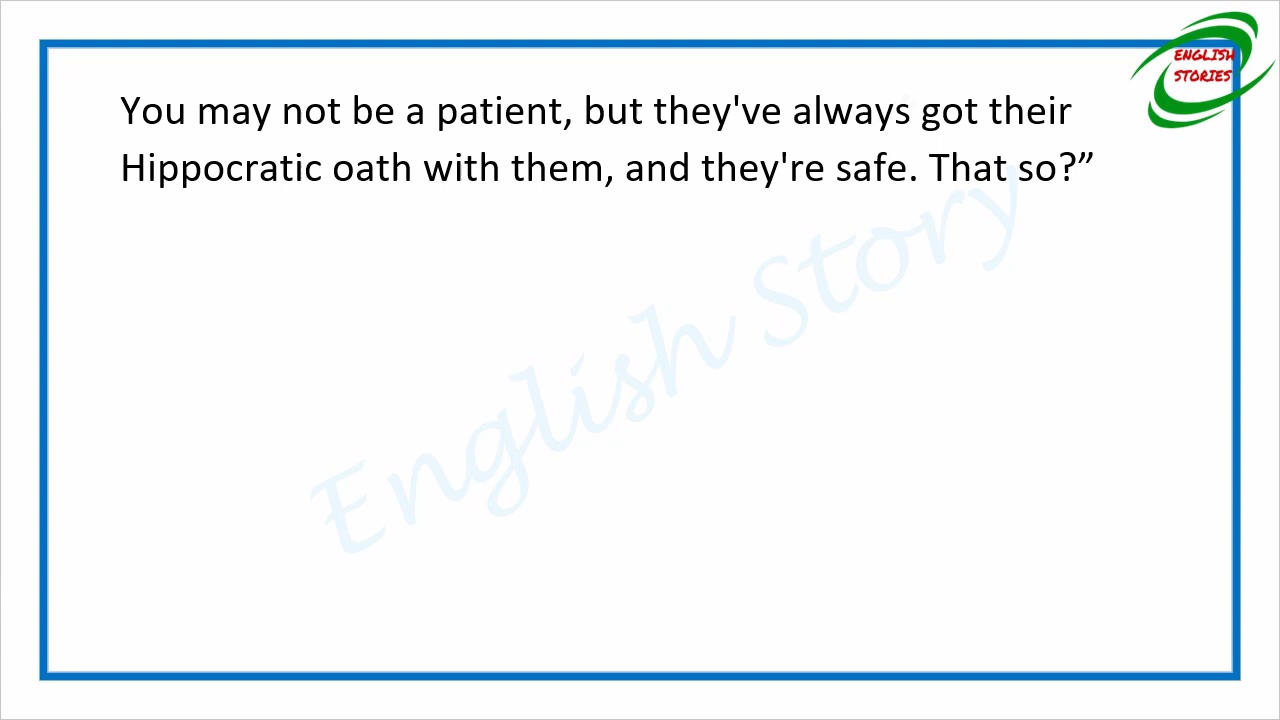 ENGLISH
STORIES
You may not be a patient, but they've always got their
Hippocratic oath with them, and they're safe. That so?”
English Story